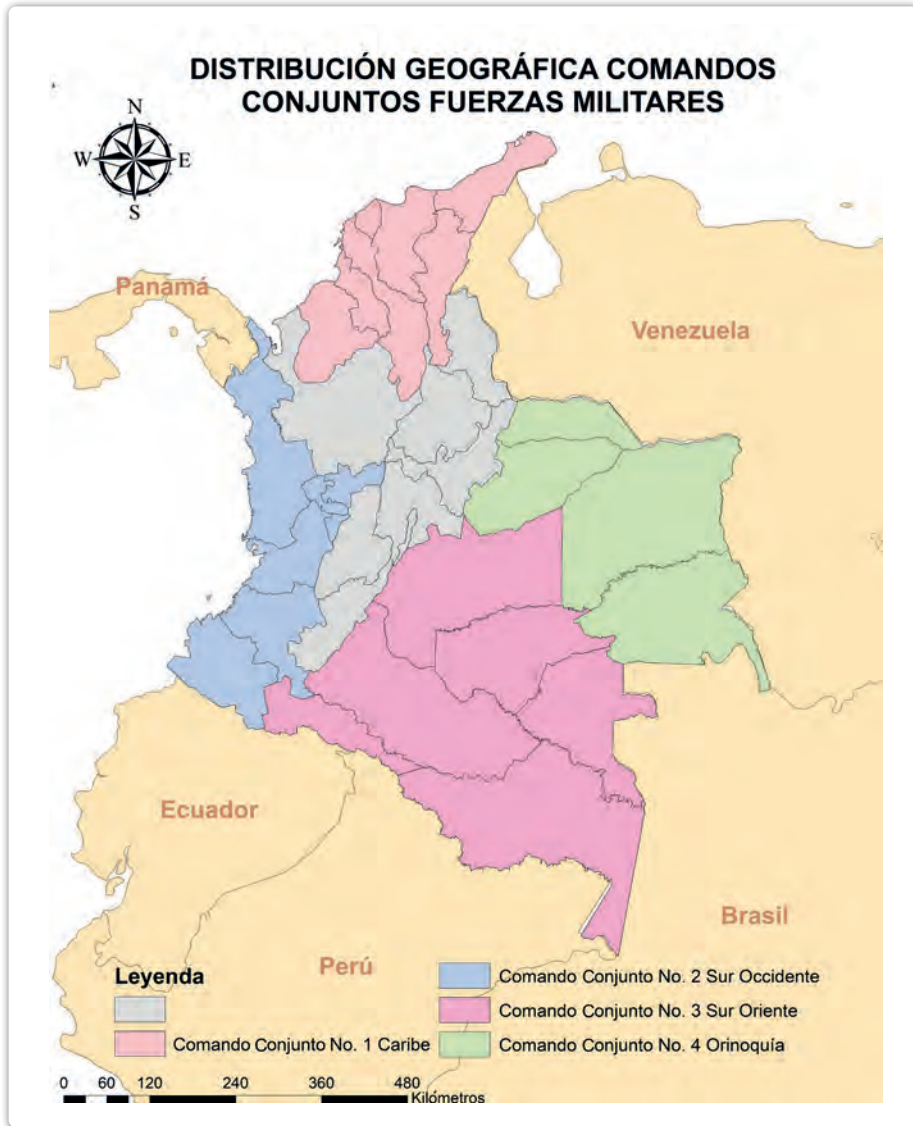 DISTRIBUCIÓN GEOGRÁFICA COMANDOS
CONJUNTOS FUERZAS MILITARES
N
W E
S
Panamá
Venezuela
Ecuador
Brasil
Perú
Leyenda
Comando Conjunto No. 1 Caribe
Comando Conjunto No. 2 Sur Occidente
Comando Conjunto No. 3 Sur Oriente
Comando Conjunto No. 4 Orinoquía
0 60 120 240 360 480
Kilómetros